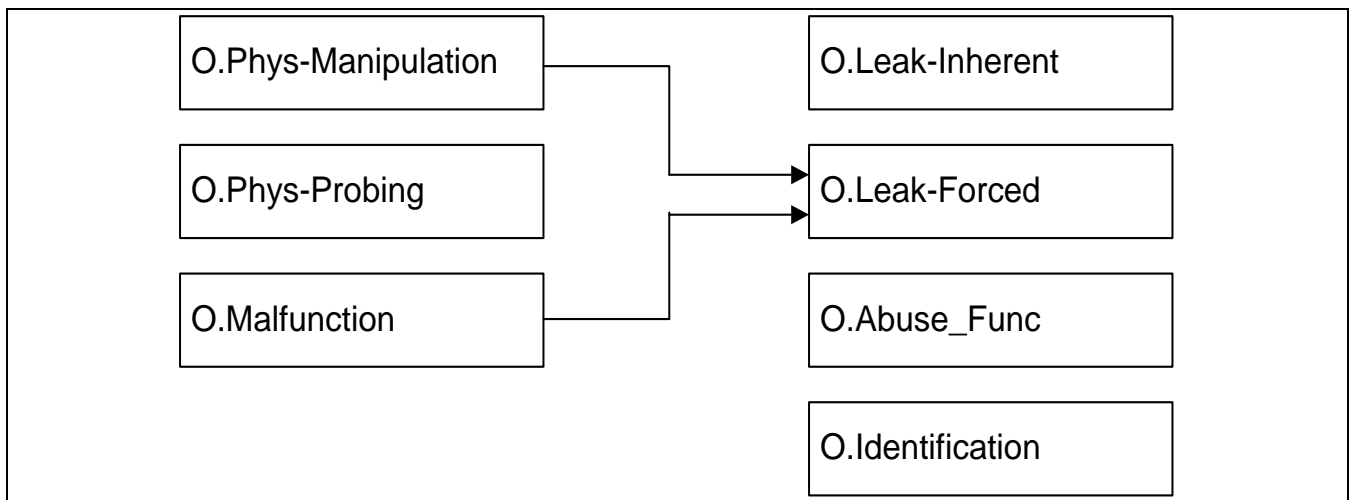 O.Phys-Manipulation
O.Leak-Inherent
O.Phys-Probing
O.Leak-Forced
O.Malfunction
O.Abuse_Func
O.Identification